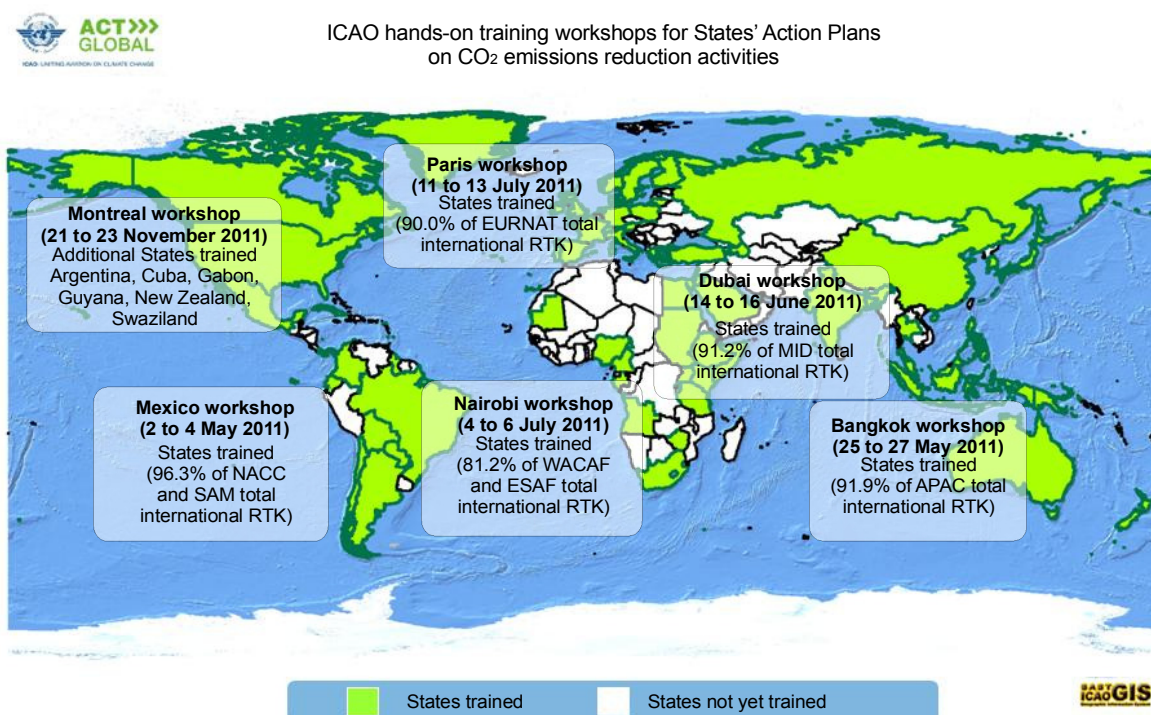 ACT>>>
GLOBAL
ICAO: UNITING AVIATION ON CLIMATE CHANGE
ICAO hands-on training workshops for States' Action Plans
on CO2 emissions reduction activities
Paris workshop
(11 to 13 July 2011)
States trained
(90.0% of EURNAT total
international RTK)
Montreal workshop
(21 to 23 November 2011)
Additional States trained
Argentina, Cuba, Gabon,
Guyana, New Zealand,
Swaziland
Dubai workshop
(14 to 16 June 2011)
States trained
(91.2% of MID total
international RTK)
Mexico workshop
(2 to 4 May 2011)
States trained
(96.3% of NACC
and SAM total
international RTK)
Nairobi workshop
(4 to 6 July 2011)
States trained
(81.2% of WACAF
and ESAF total
international RTK)
Bangkok workshop
(25 to 27 May 2011)
States trained
(91.9% of APAC total
international RTK)
States trained
States not yet trained
ICAO GIS